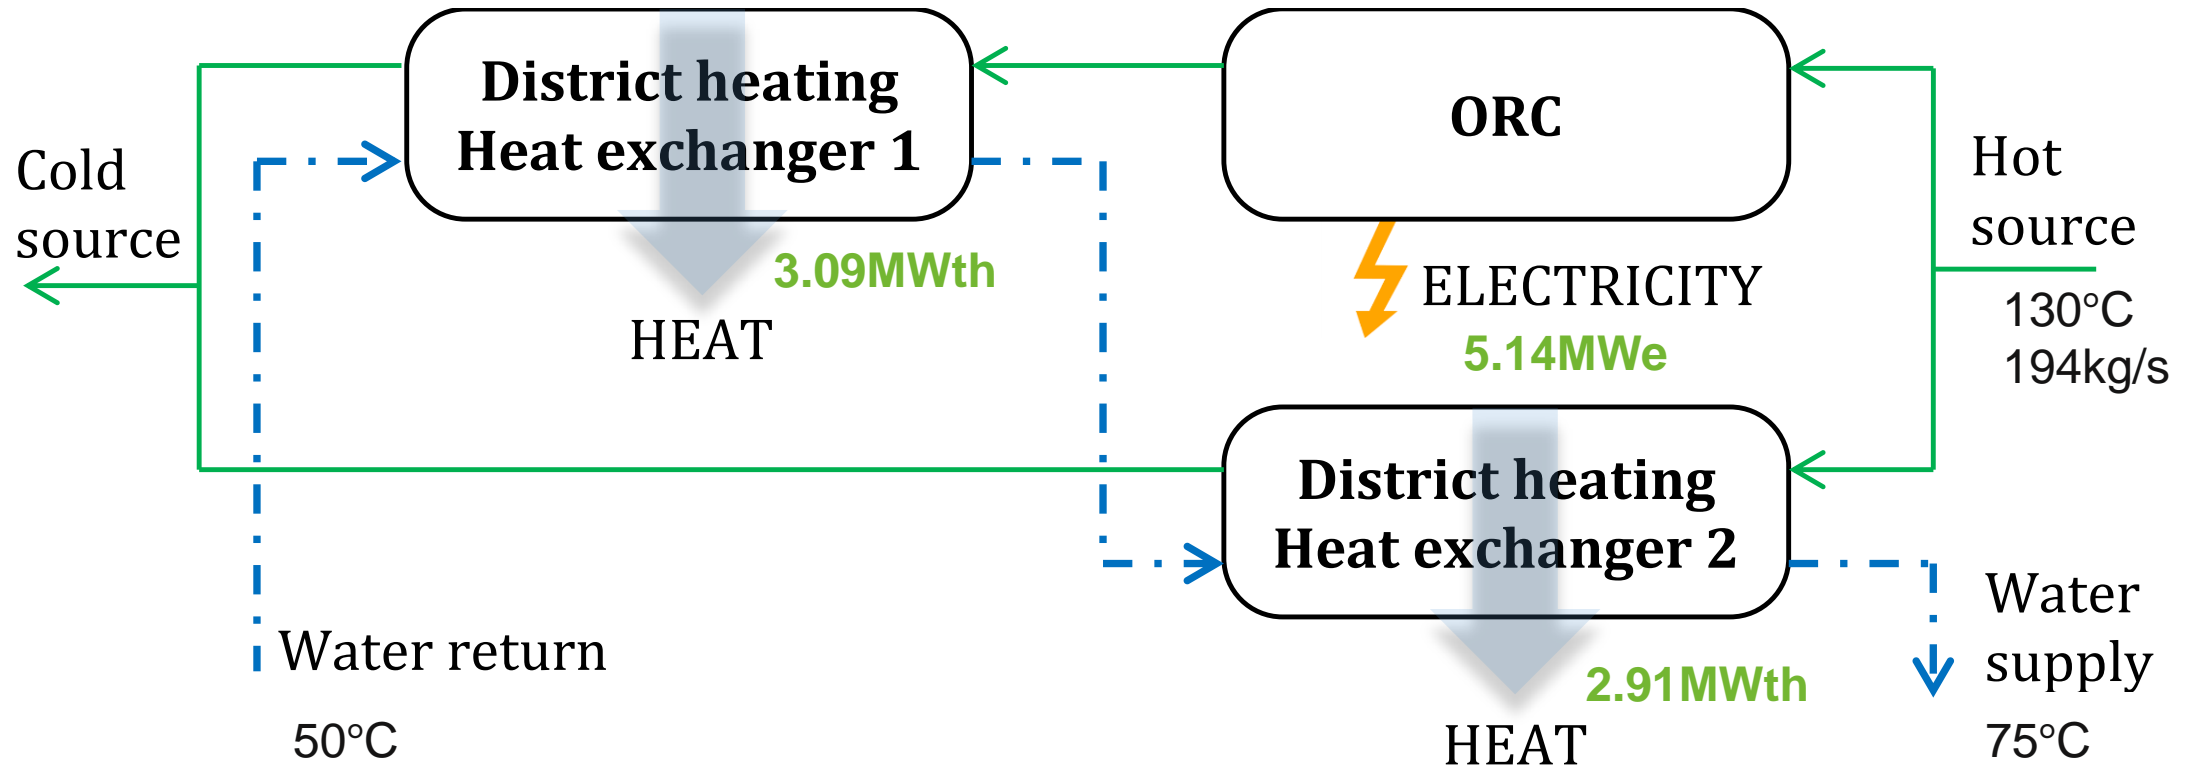 District heating
Heat exchanger 1
ORC
Cold
source
Hot
source
3.09MWth
HEAT
ELECTRICITY
5.14MWe
130°C
194kg/s
District heating
Heat exchanger 2
Water return
50°C
2.91MWth
HEAT
Water
supply
75°C